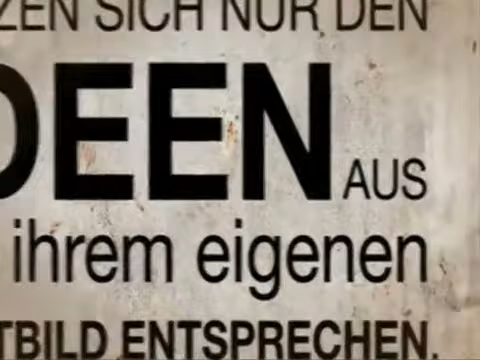 ZEN SICH NUR DEN
DEEN AUS
ihrem eigenen
TBILD ENTSPRECHEN.